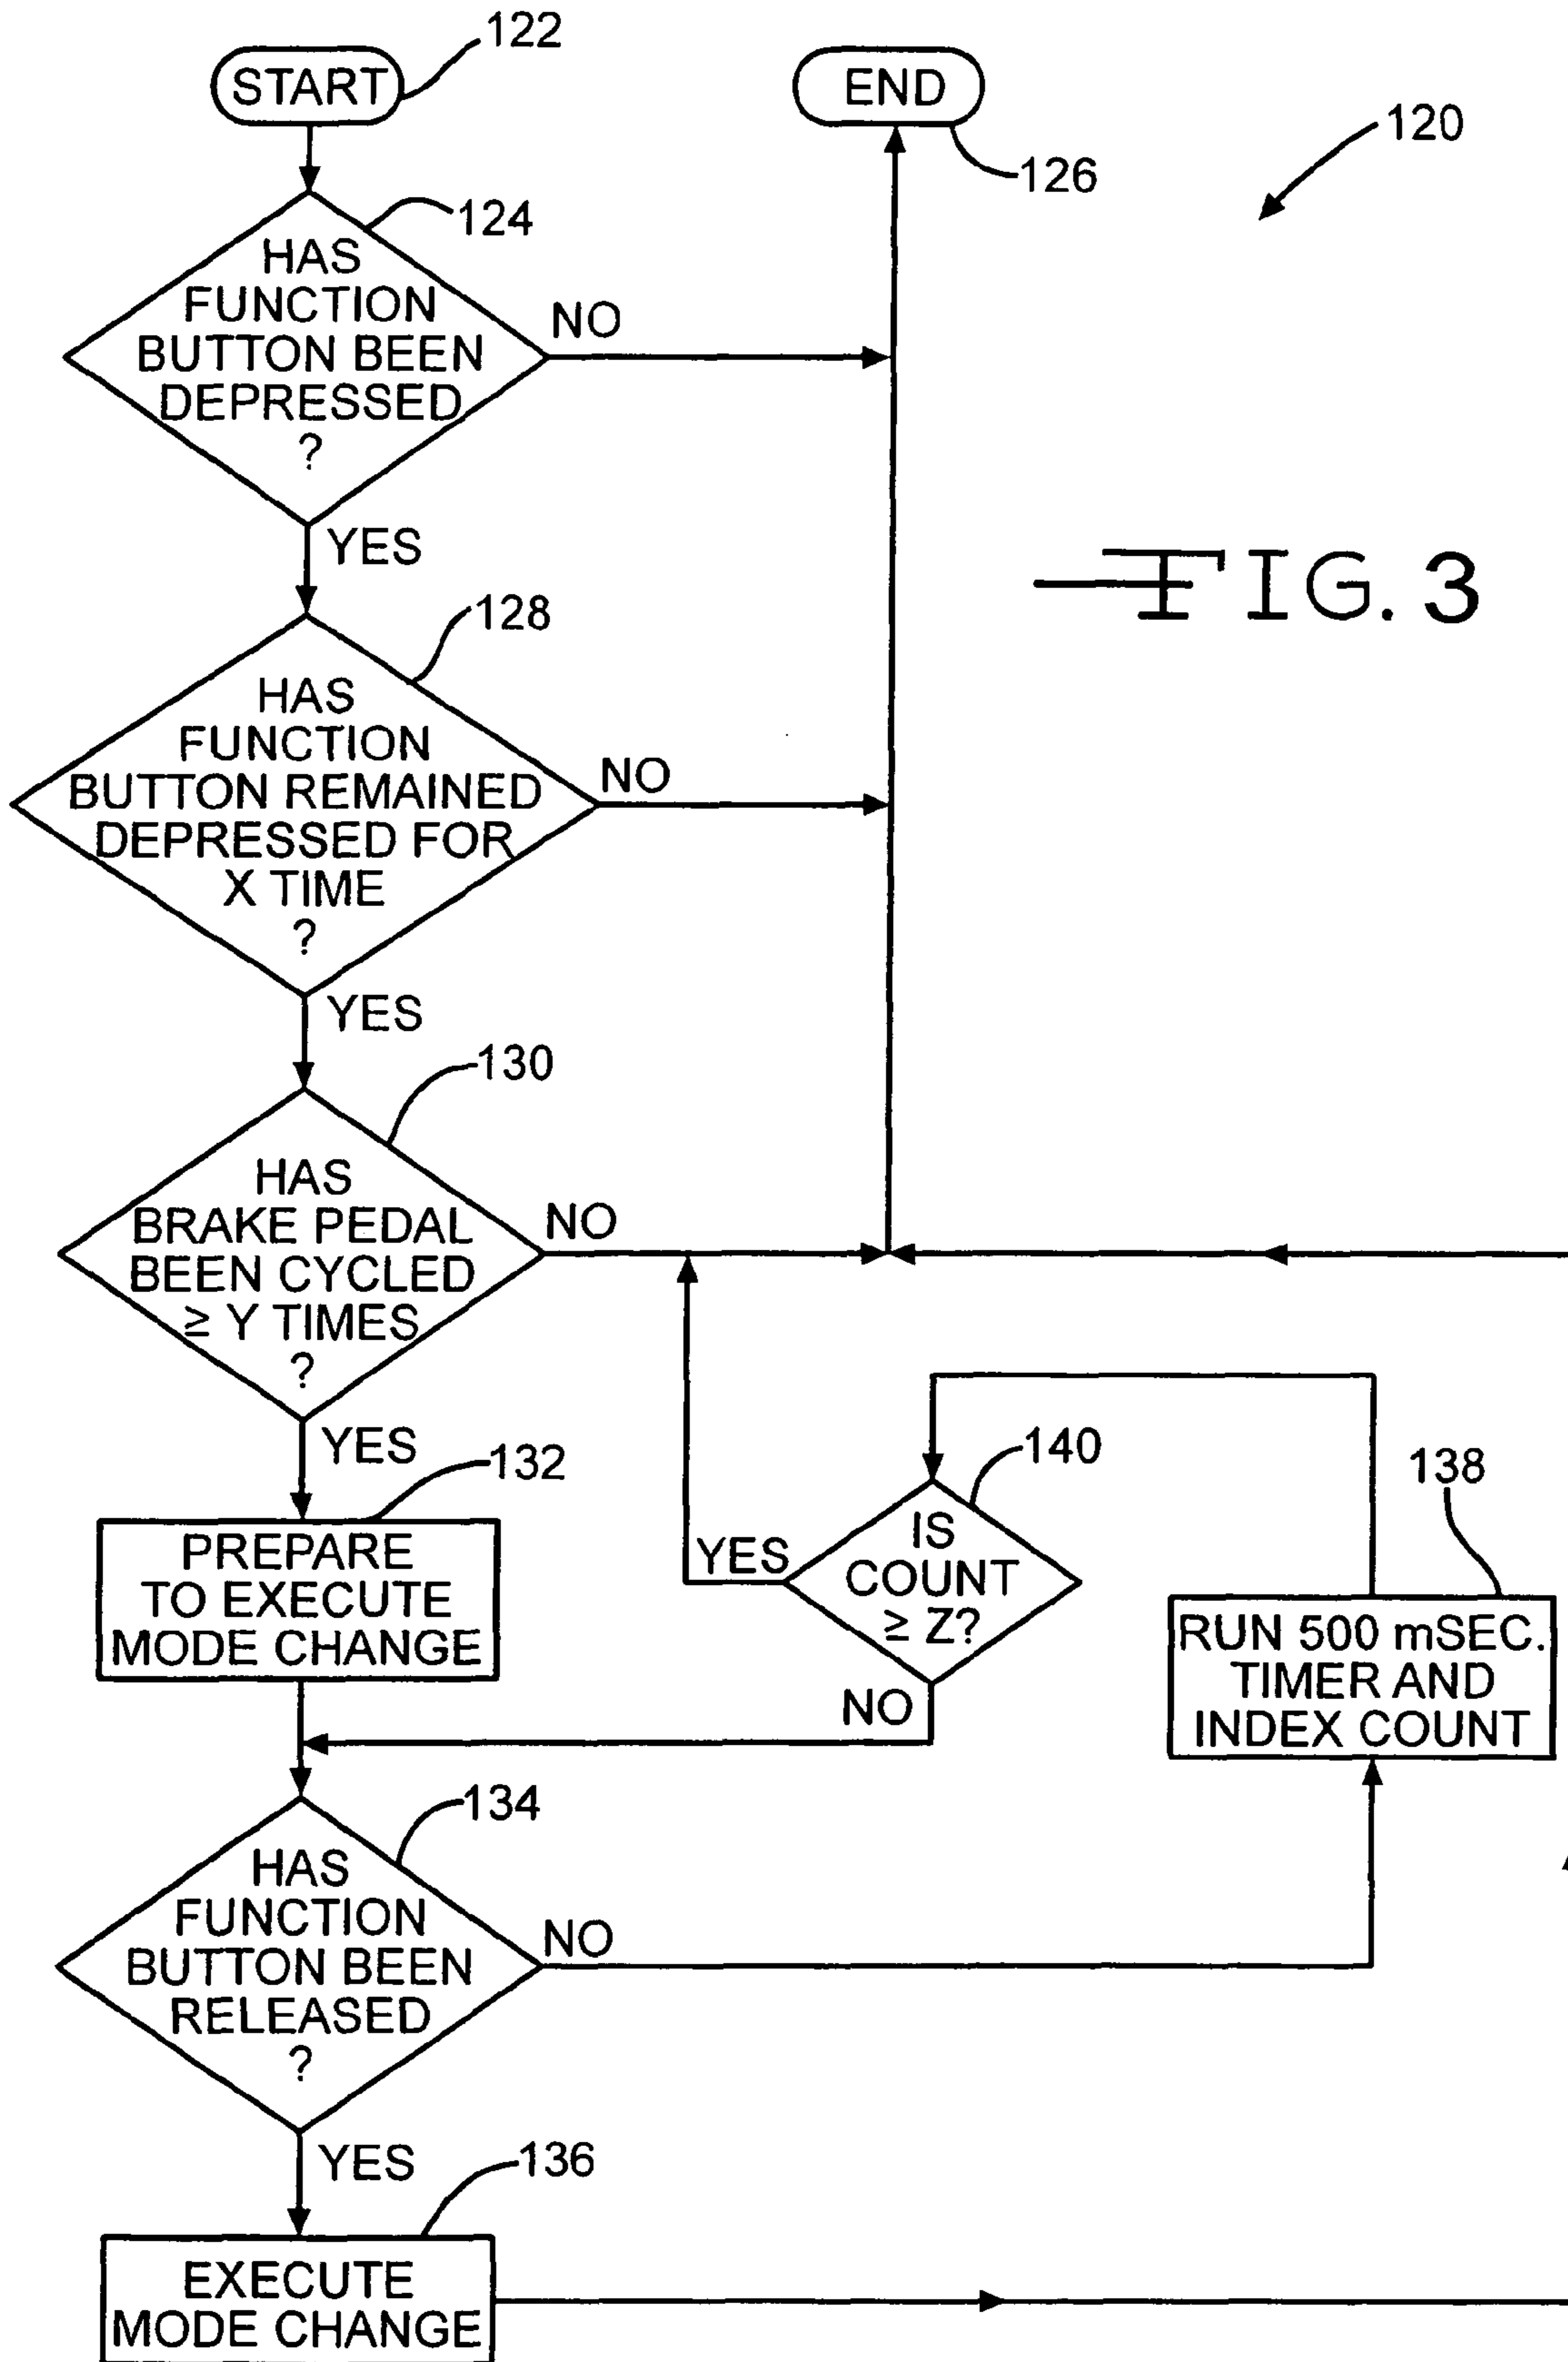 START
122
END
126
120
124
HAS
FUNCTION
BUTTON BEEN
DEPRESSED
?
NO
YES
FIG. 3
128
HAS
FUNCTION
BUTTON REMAINED
DEPRESSED FOR
X TIME
?
NO
YES
130
HAS
BRAKE PEDAL
BEEN CYCLED
≥ Y TIMES
?
NO
YES
132
PREPARE
TO EXECUTE
MODE CHANGE
140
IS
COUNT
≥ Z?
YES
NO
138
RUN 500 mSEC.
TIMER AND
INDEX COUNT
134
HAS
FUNCTION
BUTTON BEEN
RELEASED
?
NO
YES
136
EXECUTE
MODE CHANGE